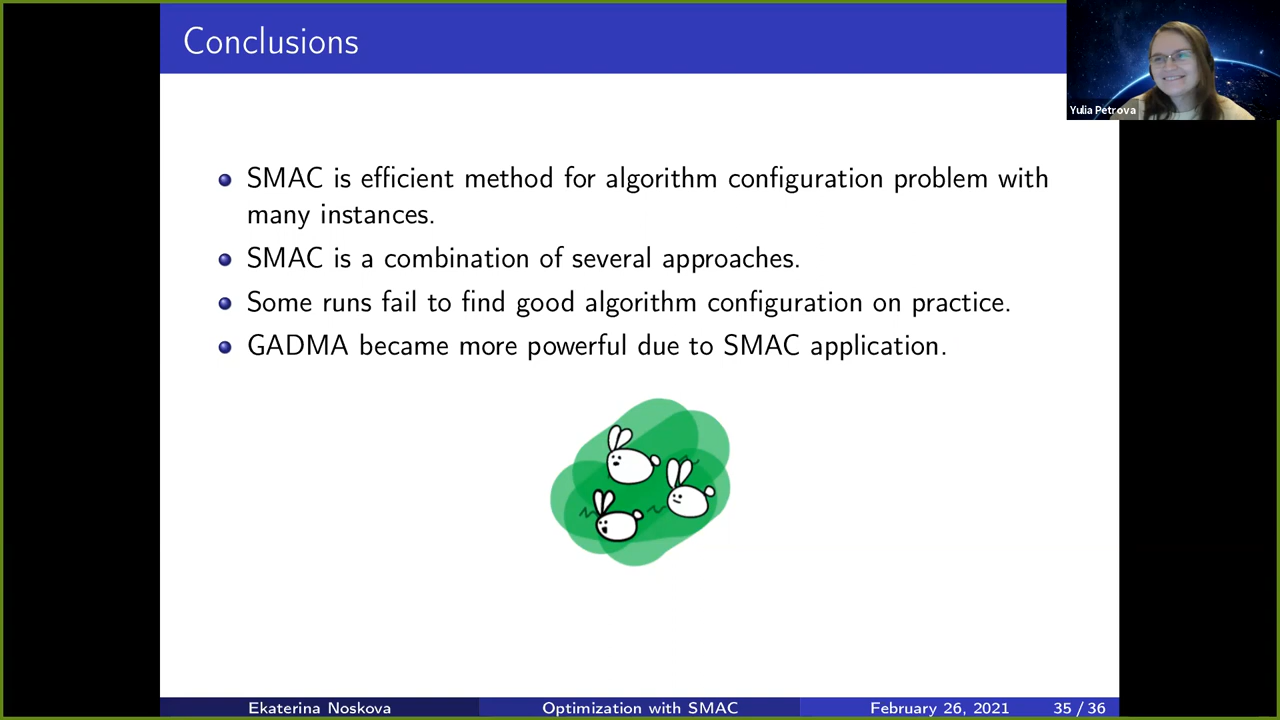 Conclusions
Yulia Petrova
SMAC is efficient method for algorithm configuration problem with
many instances.
SMAC is a combination of several approaches.
Some runs fail to find good algorithm configuration on practice.
GADMA became more powerful due to SMAC application.
Ekaterina Noskova Optimization with SMAC February 26, 2021 35 / 36